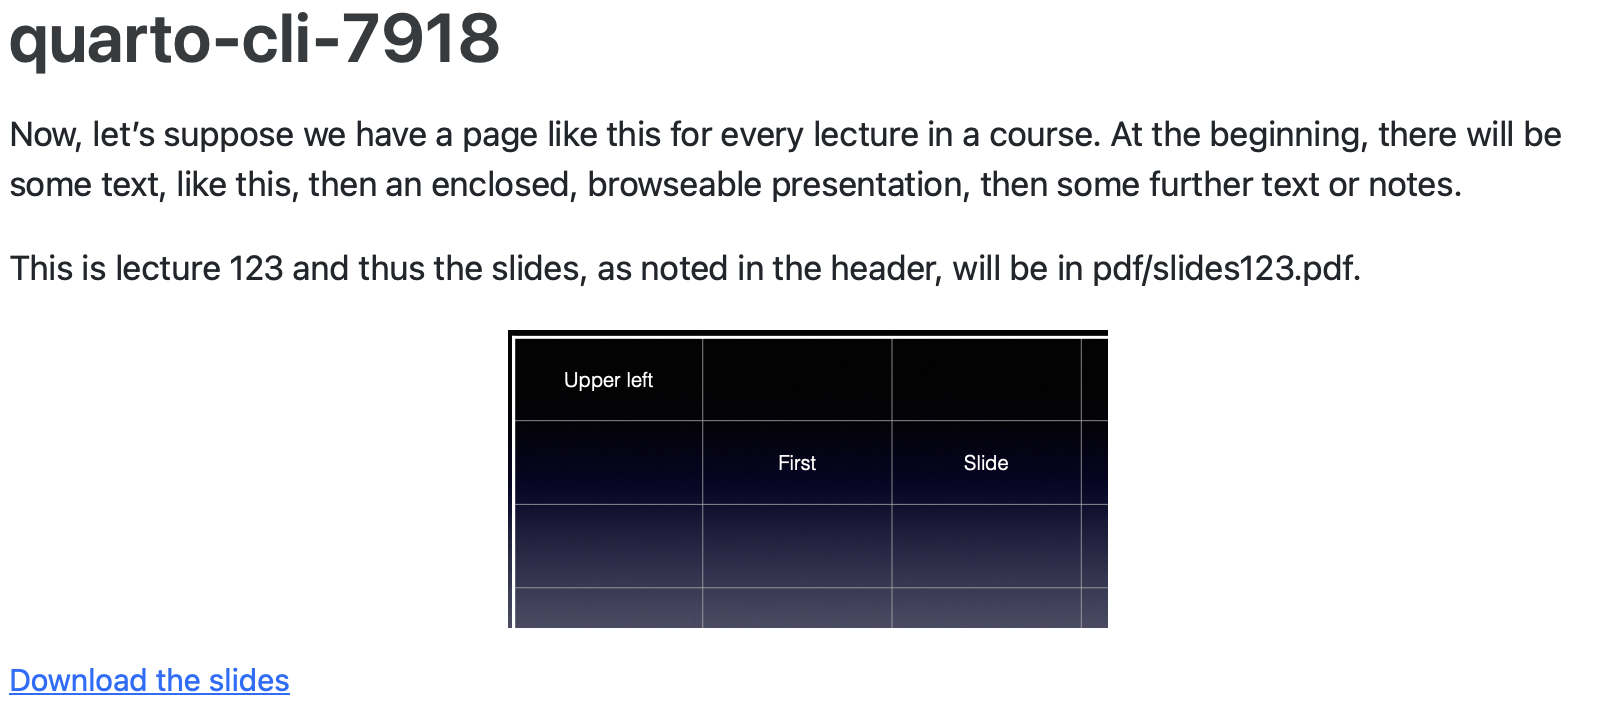 quarto-cli-7918
Now, let’s suppose we have a page like this for every lecture in a course. At the beginning, there will be
some text, like this, then an enclosed, browseable presentation, then some further text or notes.
This is lecture 123 and thus the slides, as noted in the header, will be in pdf/slides123.pdf.
Upper left
First Slide
Download the slides